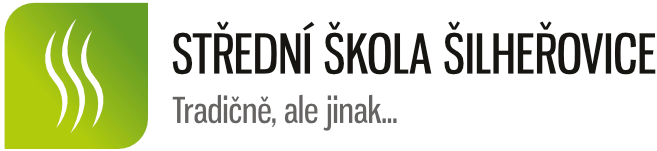 STŘEDNÍ ŠKOLA ŠILHEŘOVICE
Tradičně, ale jinak...